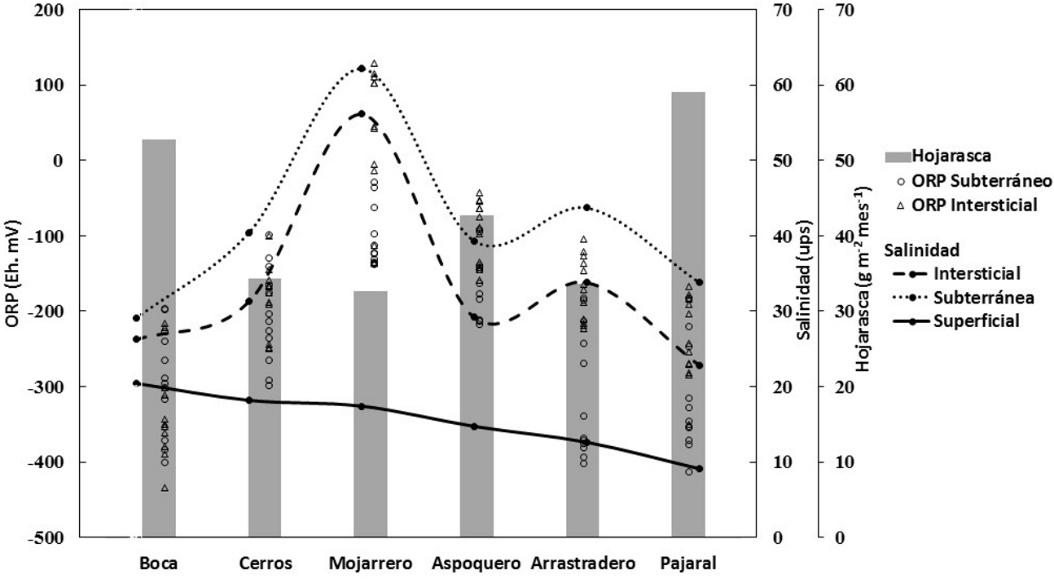 ORP (Eh. mV)
200
100
0
-100
-200
-300
-400
-500
Boca
Cerros
Mojarrero
Aspoquero
Arrastradero
Pajaral
70
60
50
40
30
20
10
0
Salinidad (ups)
70
60
50
40
30
20
10
0
Hojarasca (g m-2 mes-1)
Hojarasca
ORP Subterráneo
ORP Intersticial
Salinidad
Intersticial
Subterránea
Superficial